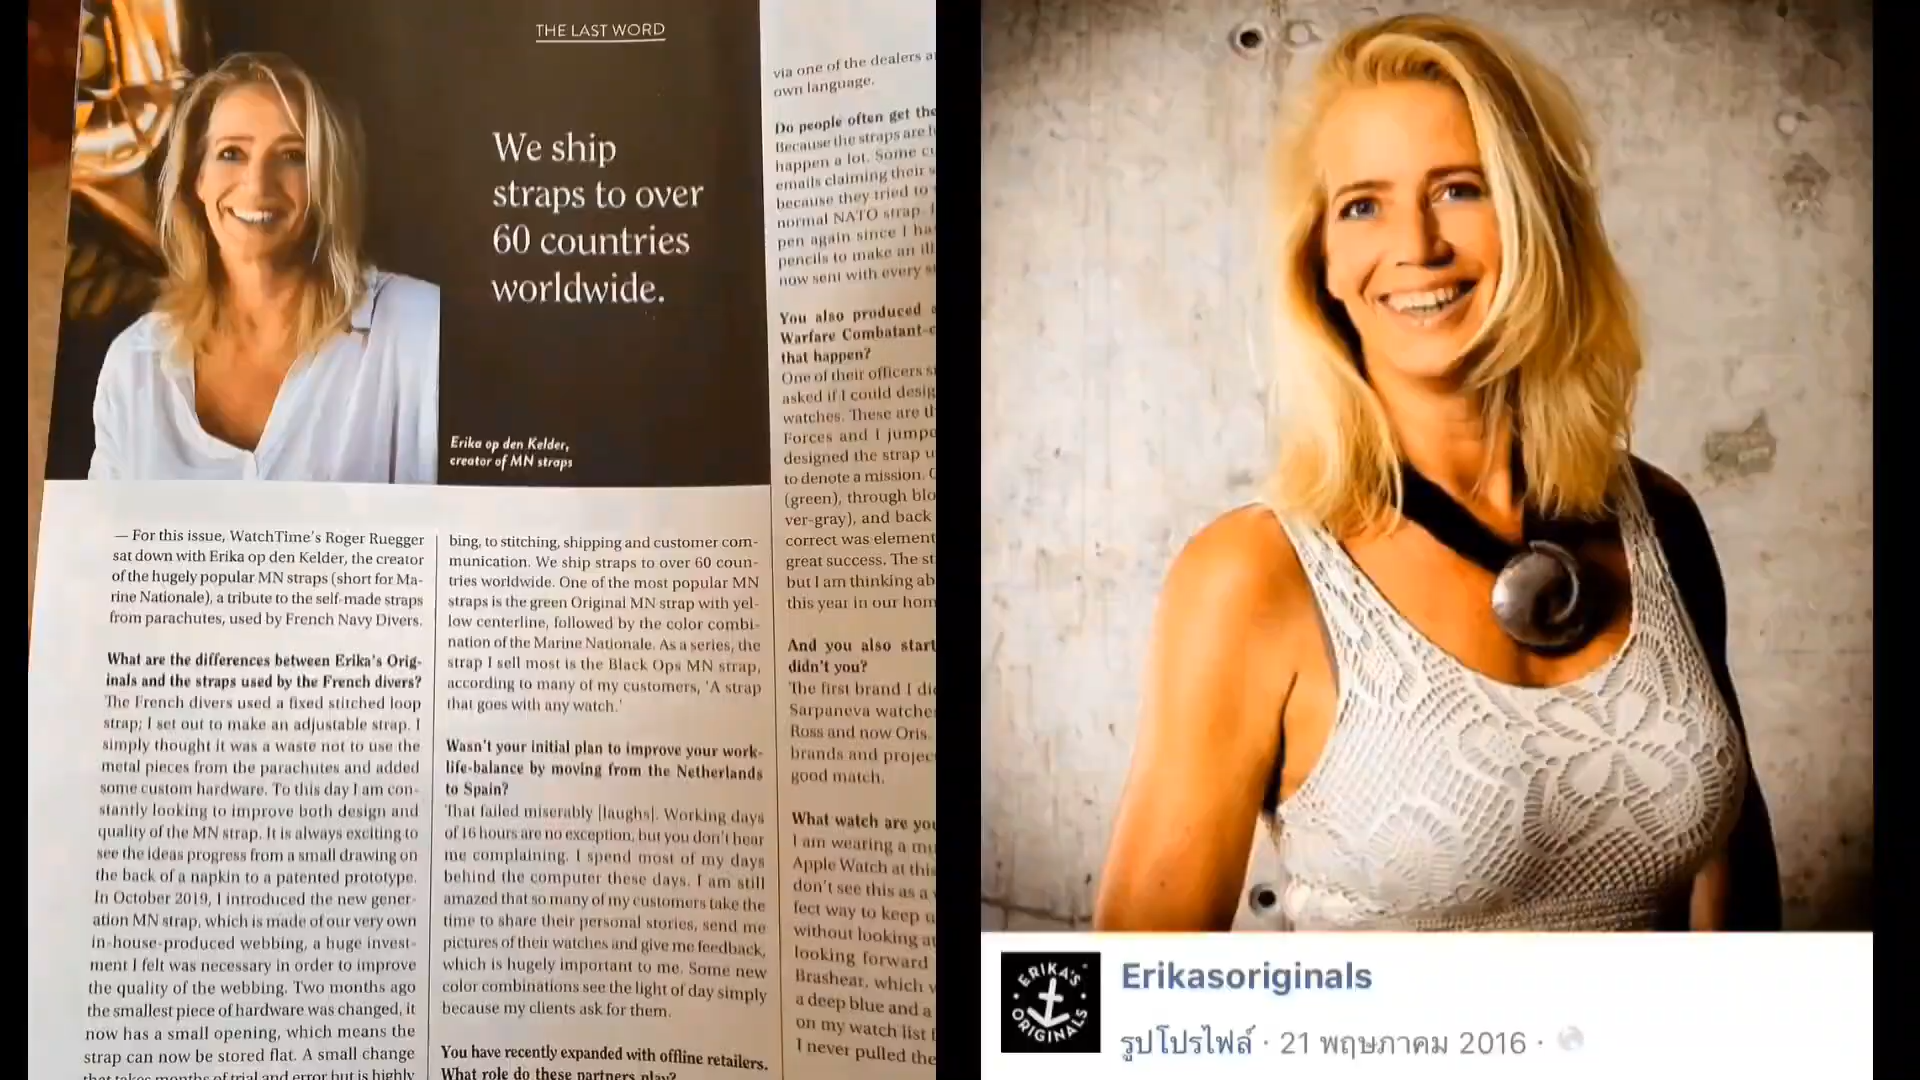 THE LAST WORD
We ship
straps to over
60 countries
worldwide.
Erika op den Kelder,
creator of MN straps
— For this issue, WatchTime's Roger Ruegger
sat down with Erika op den Kelder, the creator
of the hugely popular MN straps (short for Ma-
rine Nationale), a tribute to the self-made straps
from parachutes, used by French Navy Divers.
What are the differences between Erika's Orig-
inals and the straps used by the French divers?
The French divers used a fixed stitched loop
strap; I set out to make an adjustable strap. I
simply thought it was a waste not to use the
metal pieces from the parachutes and added
some custom hardware. To this day I am con-
stantly looking to improve both design and
quality of the MN strap. It is always exciting to
see the ideas progress from a small drawing on
the back of a napkin to a patented prototype.
In October 2019, I introduced the new gener-
ation MN strap, which is made of our very own
in-house-produced webbing, a huge invest-
ment I felt was necessary in order to improve
the quality of the webbing. Two months ago
the smallest piece of hardware was changed, it
now has a small opening, which means the
strap can now be stored flat. A small change
that takes months of trial and error but is highly
bing, to stitching, shipping and customer com-
munication. We ship straps to over 60 coun-
tries worldwide. One of the most popular MN
straps is the green Original MN strap with yel-
low centerline, followed by the color combi-
nation of the Marine Nationale. As a series, the
strap I sell most is the Black Ops MN strap,
according to many of my customers, 'A strap
that goes with any watch.'
Wasn't your initial plan to improve your work-
life-balance by moving from the Netherlands
to Spain?
That failed miserably [laughs]. Working days
of 16 hours are no exception, but you don't hear
me complaining. I spend most of my days
behind the computer these days. I am still
amazed that so many of my customers take the
time to share their personal stories, send me
pictures of their watches and give me feedback,
which is hugely important to me. Some new
color combinations see the light of day simply
because my clients ask for them.
You have recently expanded with offline retailers.
What role do these partners play?
via one of the dealers
own language.
Do people often get the
Because the straps are
happen a lot. Some
emails claiming their
because they tried to
normal NATO strap.
pen again since I
pencils to make an
now sent with every
You also produced
Warfare Combatant-
that happen?
One of their officers
asked if I could
watches. These are
Forces and I
designed the strap
to denote a mission.
(green), through
ver-gray), and back
correct was
great success. The
but I am thinking
this year in our
And you also start
didn't you?
The first brand I
Sarpaneva
Ross and now Oris.
brands and
good match.
What watch are
I am wearing a
Apple Watch at this
don't see this as a
fect way to keep
without looking
looking forward
Brashear, which
a deep blue and a
on my watch list
I never pulled the
ERIKA'S
ORIGINALS
Erikasoriginals
รูปโปรไฟล์ · 21 พฤษภาคม 2016 ·